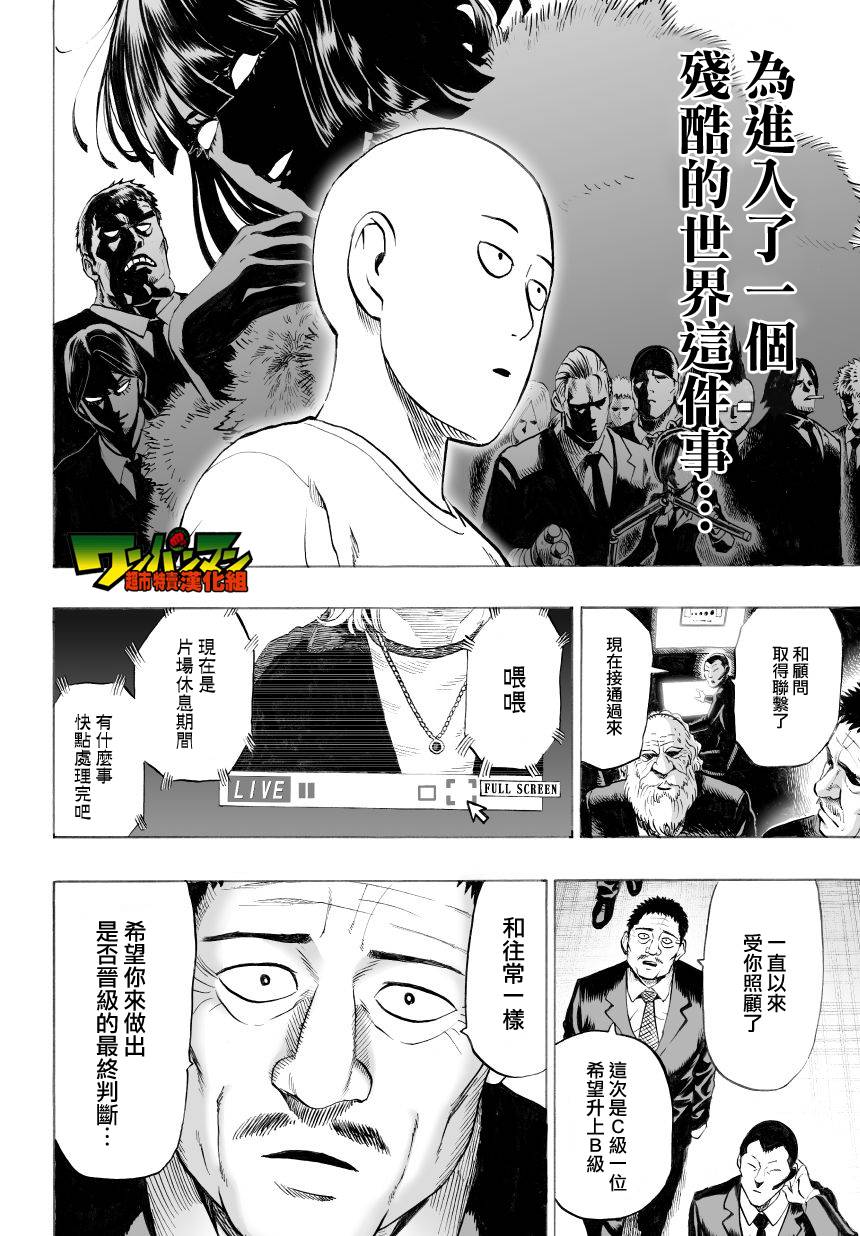 為進入了一個
殘酷的世界這件事…
ワンパンマン
超市特賣漢化組
和顧問
取得聯繫了
現在接通過來
喂喂
現在是
片場休息期間
有什麼事
快點處理完吧
LIVE
FULL SCREEN
一直以來
受你照顧了
這次是C級一位
希望升上B級
和往常一樣
希望你來做出
是否晉級的最終判斷…